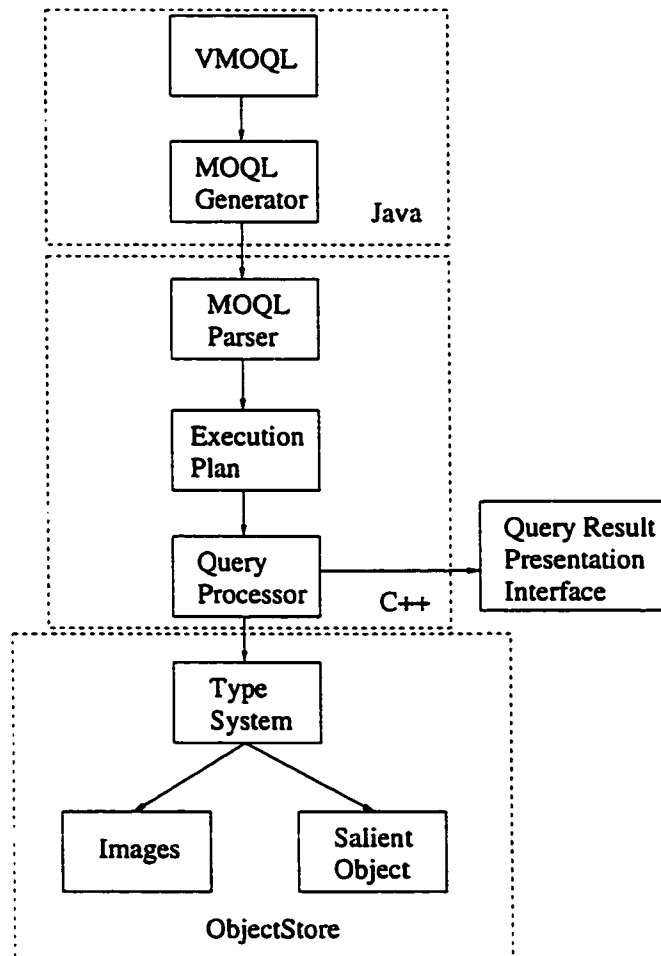 VMOQL
MOQL
Generator
Java
MOQL
Parser
Execution
Plan
Query
Processor
C++
Query Result
Presentation
Interface
Type
System
Images
Salient
Object
ObjectStore